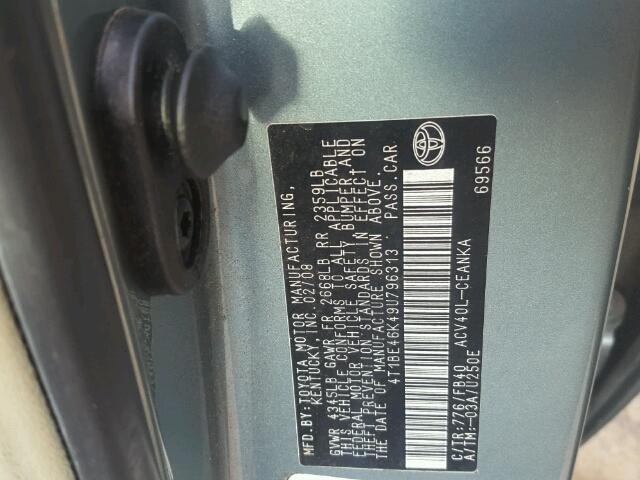 MFD.BY:TOYOTA MOTOR MANUFACTURING,
KENTUCKY, INC. 02/08
GVWR 4345LB GAWR FR 2668LB RR 2359LB
THIS VEHICLE CONFORMS TO ALL APPLICABLE
FEDERAL MOTOR VEHICLE SAFETY, BUMPER AND
THEFT PREVENTION STANDARDS IN EFFECT ON
THE DATE OF MANUFACTURE SHOWN ABOVE.
4T1BE46K49U796313 PASS.CAR
C/TR:776/FB40 ACV40L-CEANKA
A/TM:-03A/U250E 69566